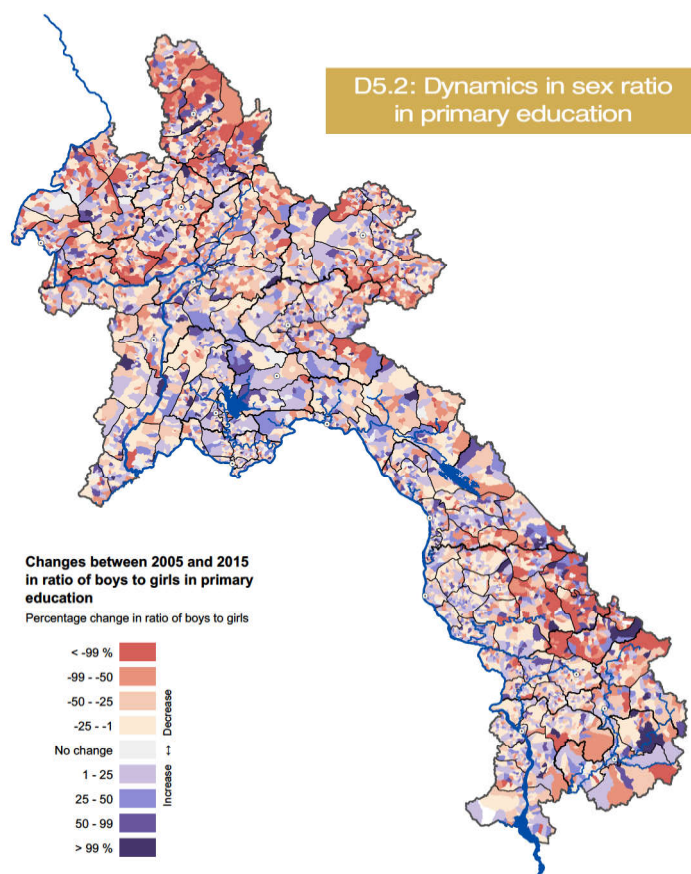 D5.2: Dynamics in sex ratio
in primary education
Changes between 2005 and 2015
in ratio of boys to girls in primary
education
Percentage change in ratio of boys to girls
< -99 %
-99 - -50
-50 - -25
-25 - -1
No change
1 - 25
25 - 50
50 - 99
> 99 %
Increase ↔ Decrease